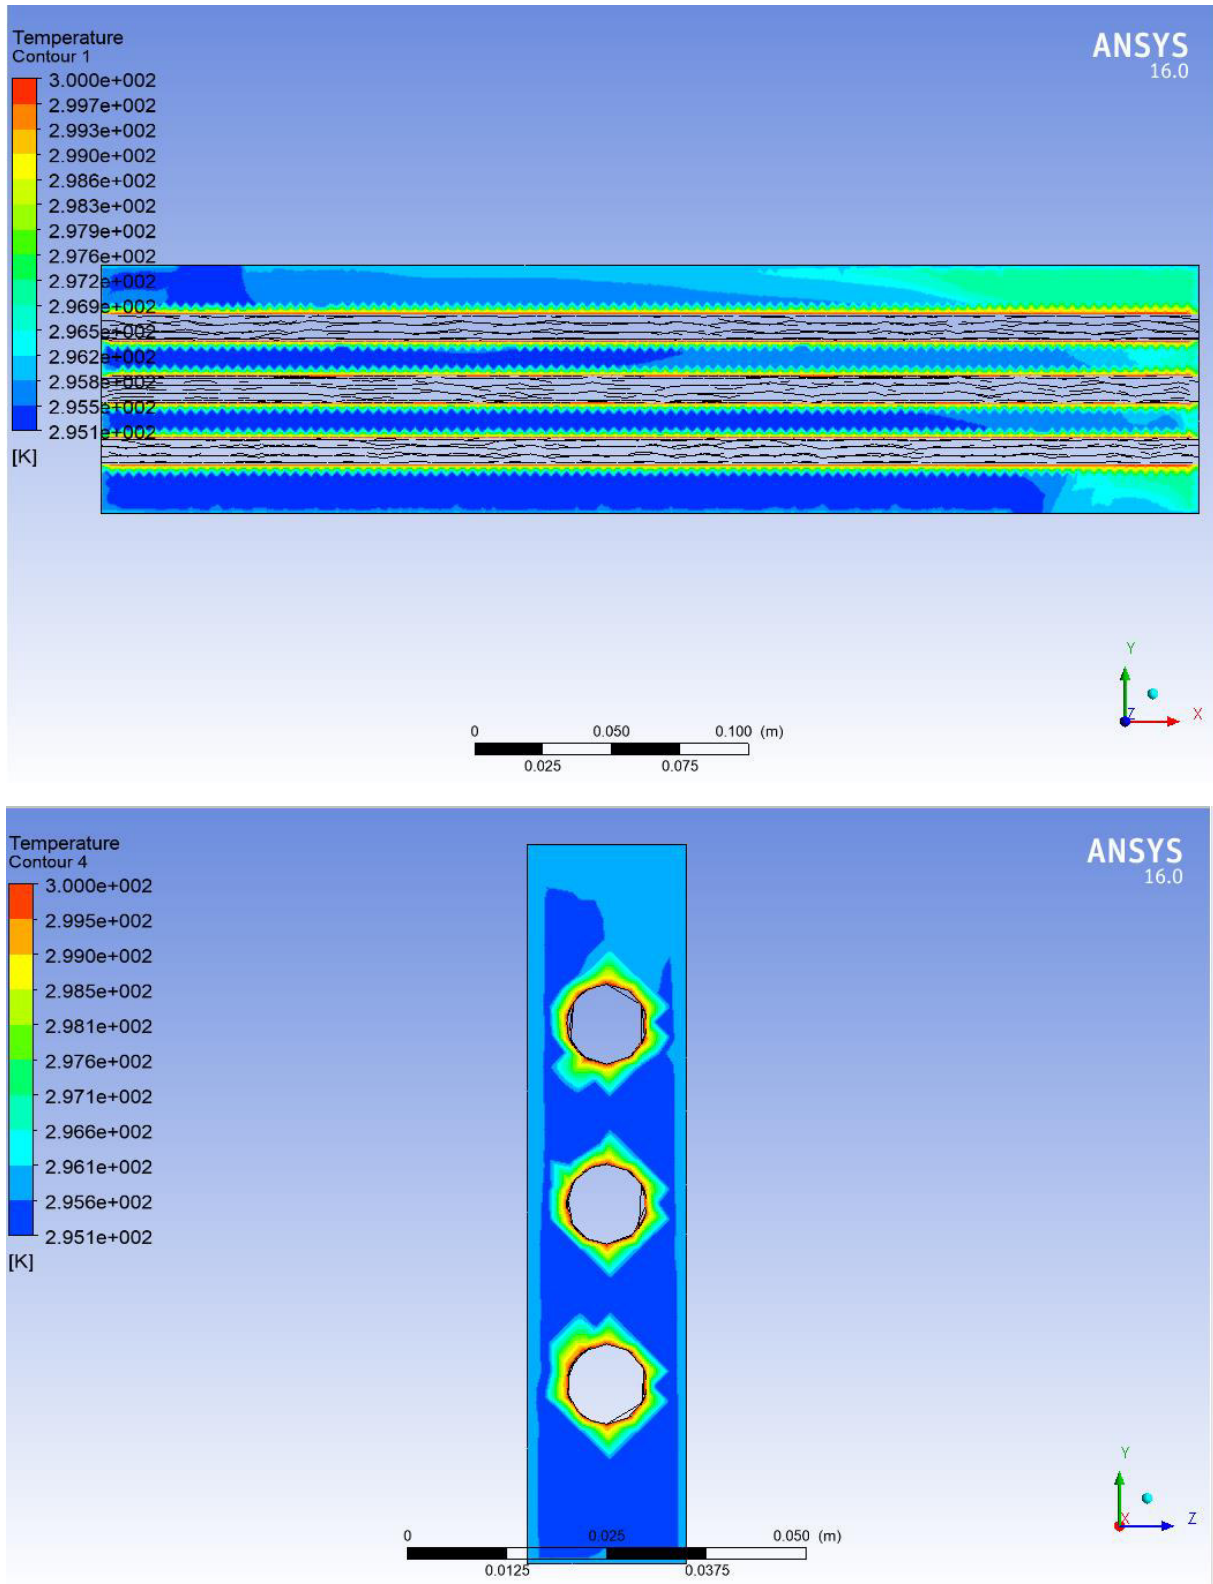 Temperature
Contour 1
3.000e+002
2.997e+002
2.993e+002
2.990e+002
2.986e+002
2.983e+002
2.979e+002
2.976e+002
2.972e+002
2.969e+002
2.965e+002
2.962e+002
2.958e+002
2.955e+002
2.951e+002
[K]
ANSYS
16.0
Y
Z
X
0 0.050 0.100 (m)
0.025 0.075
Temperature
Contour 4
3.000e+002
2.995e+002
2.990e+002
2.985e+002
2.981e+002
2.976e+002
2.971e+002
2.966e+002
2.961e+002
2.956e+002
2.951e+002
[K]
ANSYS
16.0
Y
X
Z
0 0.025 0.050 (m)
0.0125 0.0375